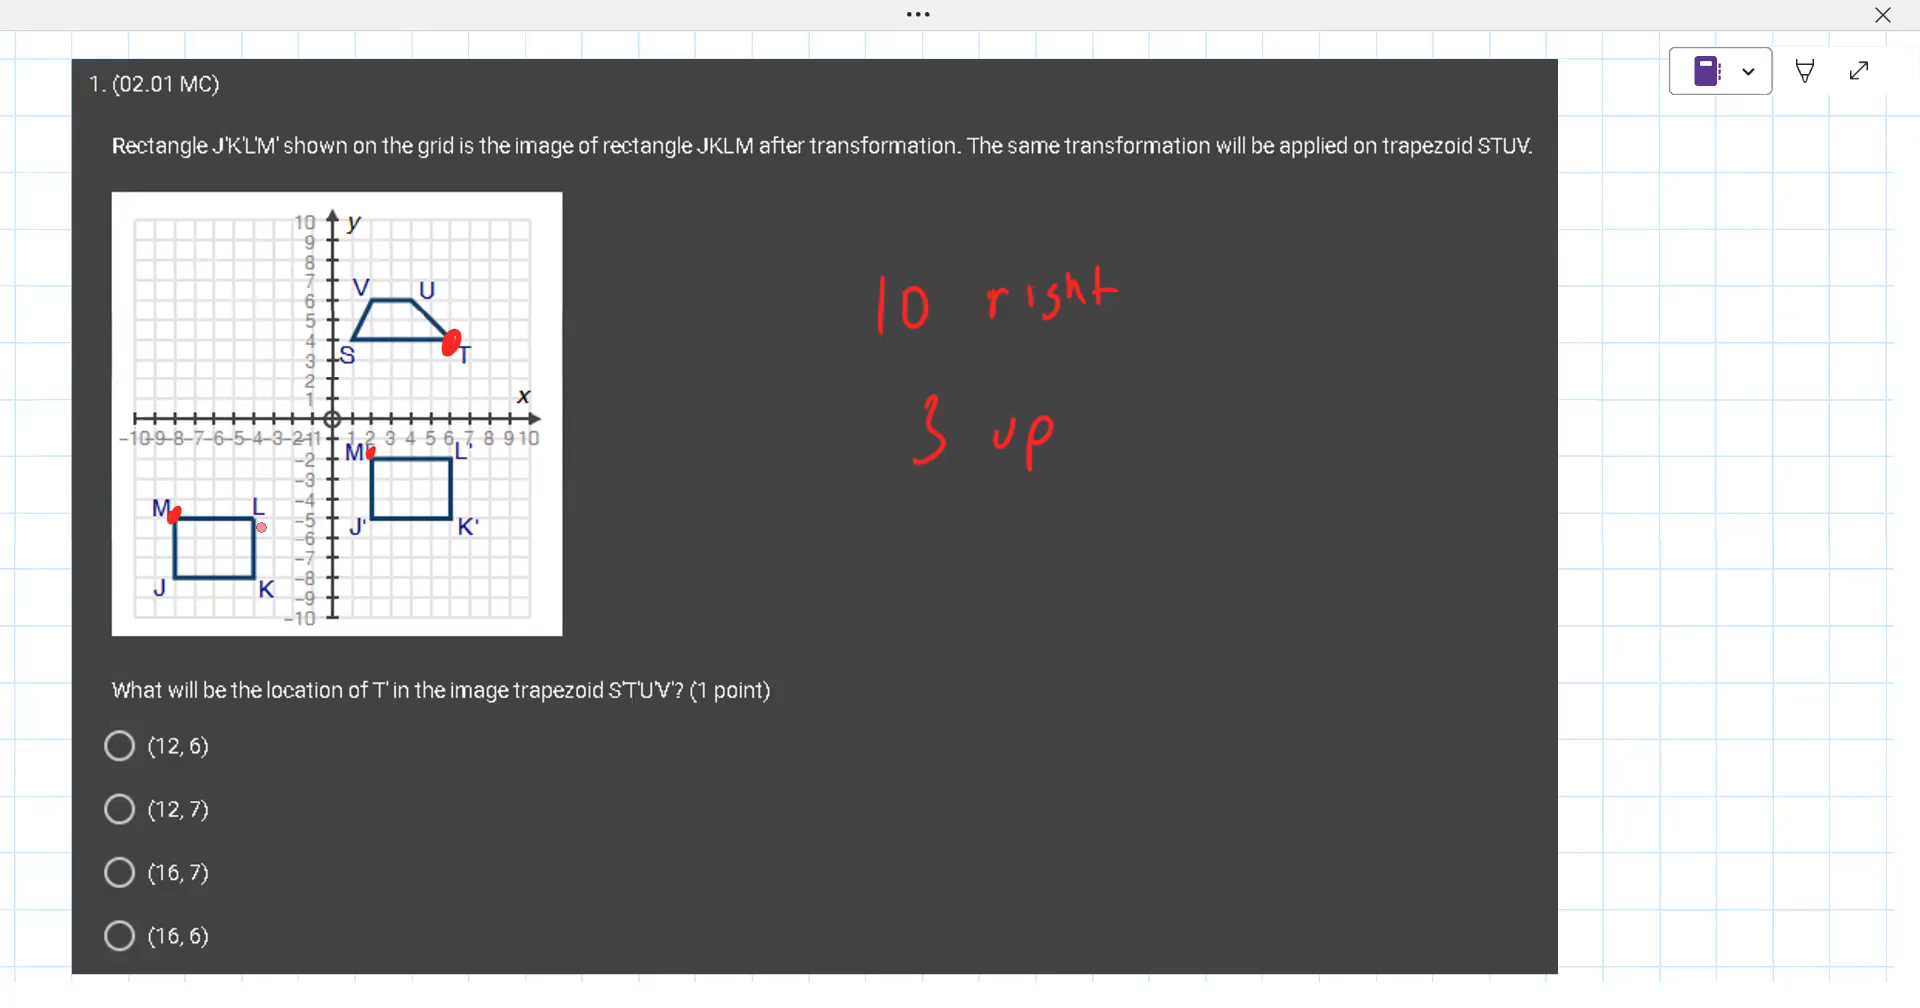 1. (02.01 MC)
Rectangle J'K'L'M' shown on the grid is the image of rectangle JKLM after transformation. The same transformation will be applied on trapezoid STUV.
10 y
9
8
7 V U
6
5
4
3 S T
2
1 x
-10-9-8-7-6-5-4-3-2-1 1 2 3 4 5 6 7 8 9 10
-2 M' L'
-3
-4
M L -5 J' K'
-6
-7
-8
J K -9
-10
10 right
3 up
What will be the location of T' in the image trapezoid S'T'U'V'? (1 point)
(12, 6)
(12, 7)
(16, 7)
(16, 6)